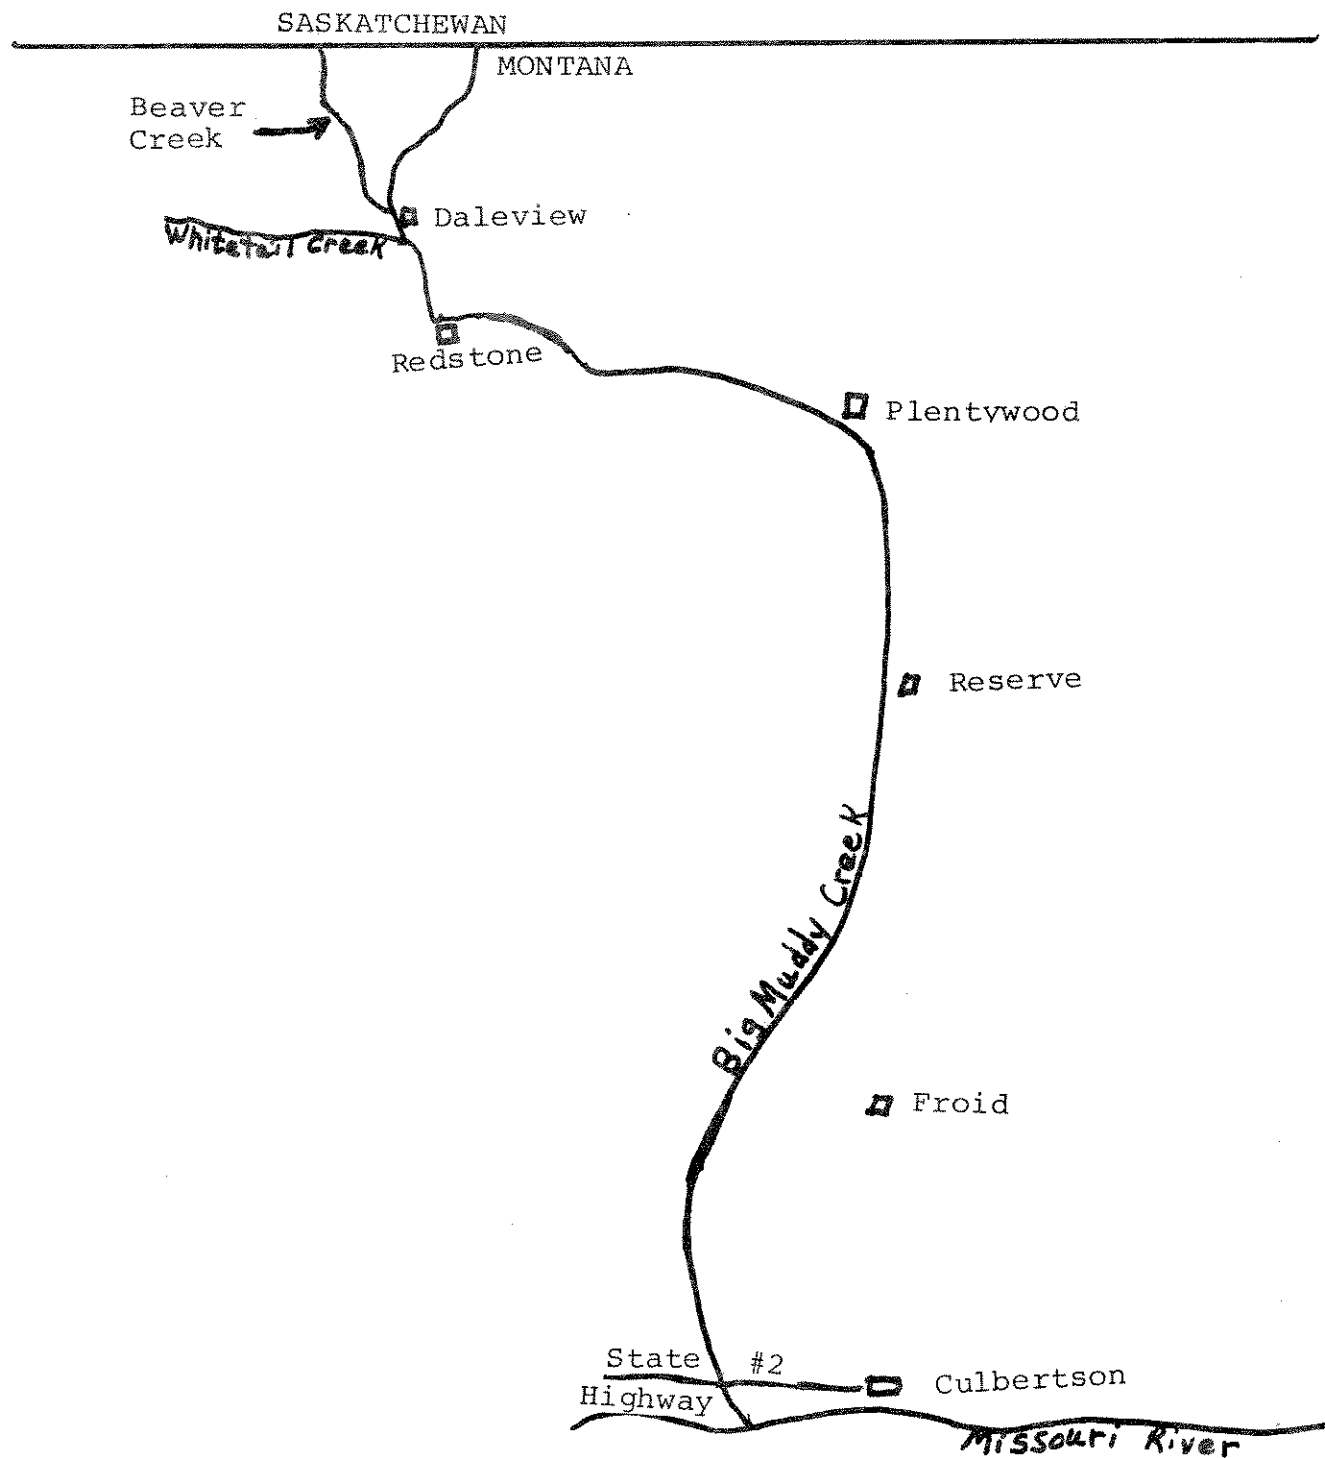 SASKATCHEWAN
MONTANA
Beaver
Creek
Daleview
Whitetail Creek
Redstone
Plentywood
Reserve
Big Muddy Creek
Froid
State #2
Highway
Culbertson
Missouri River